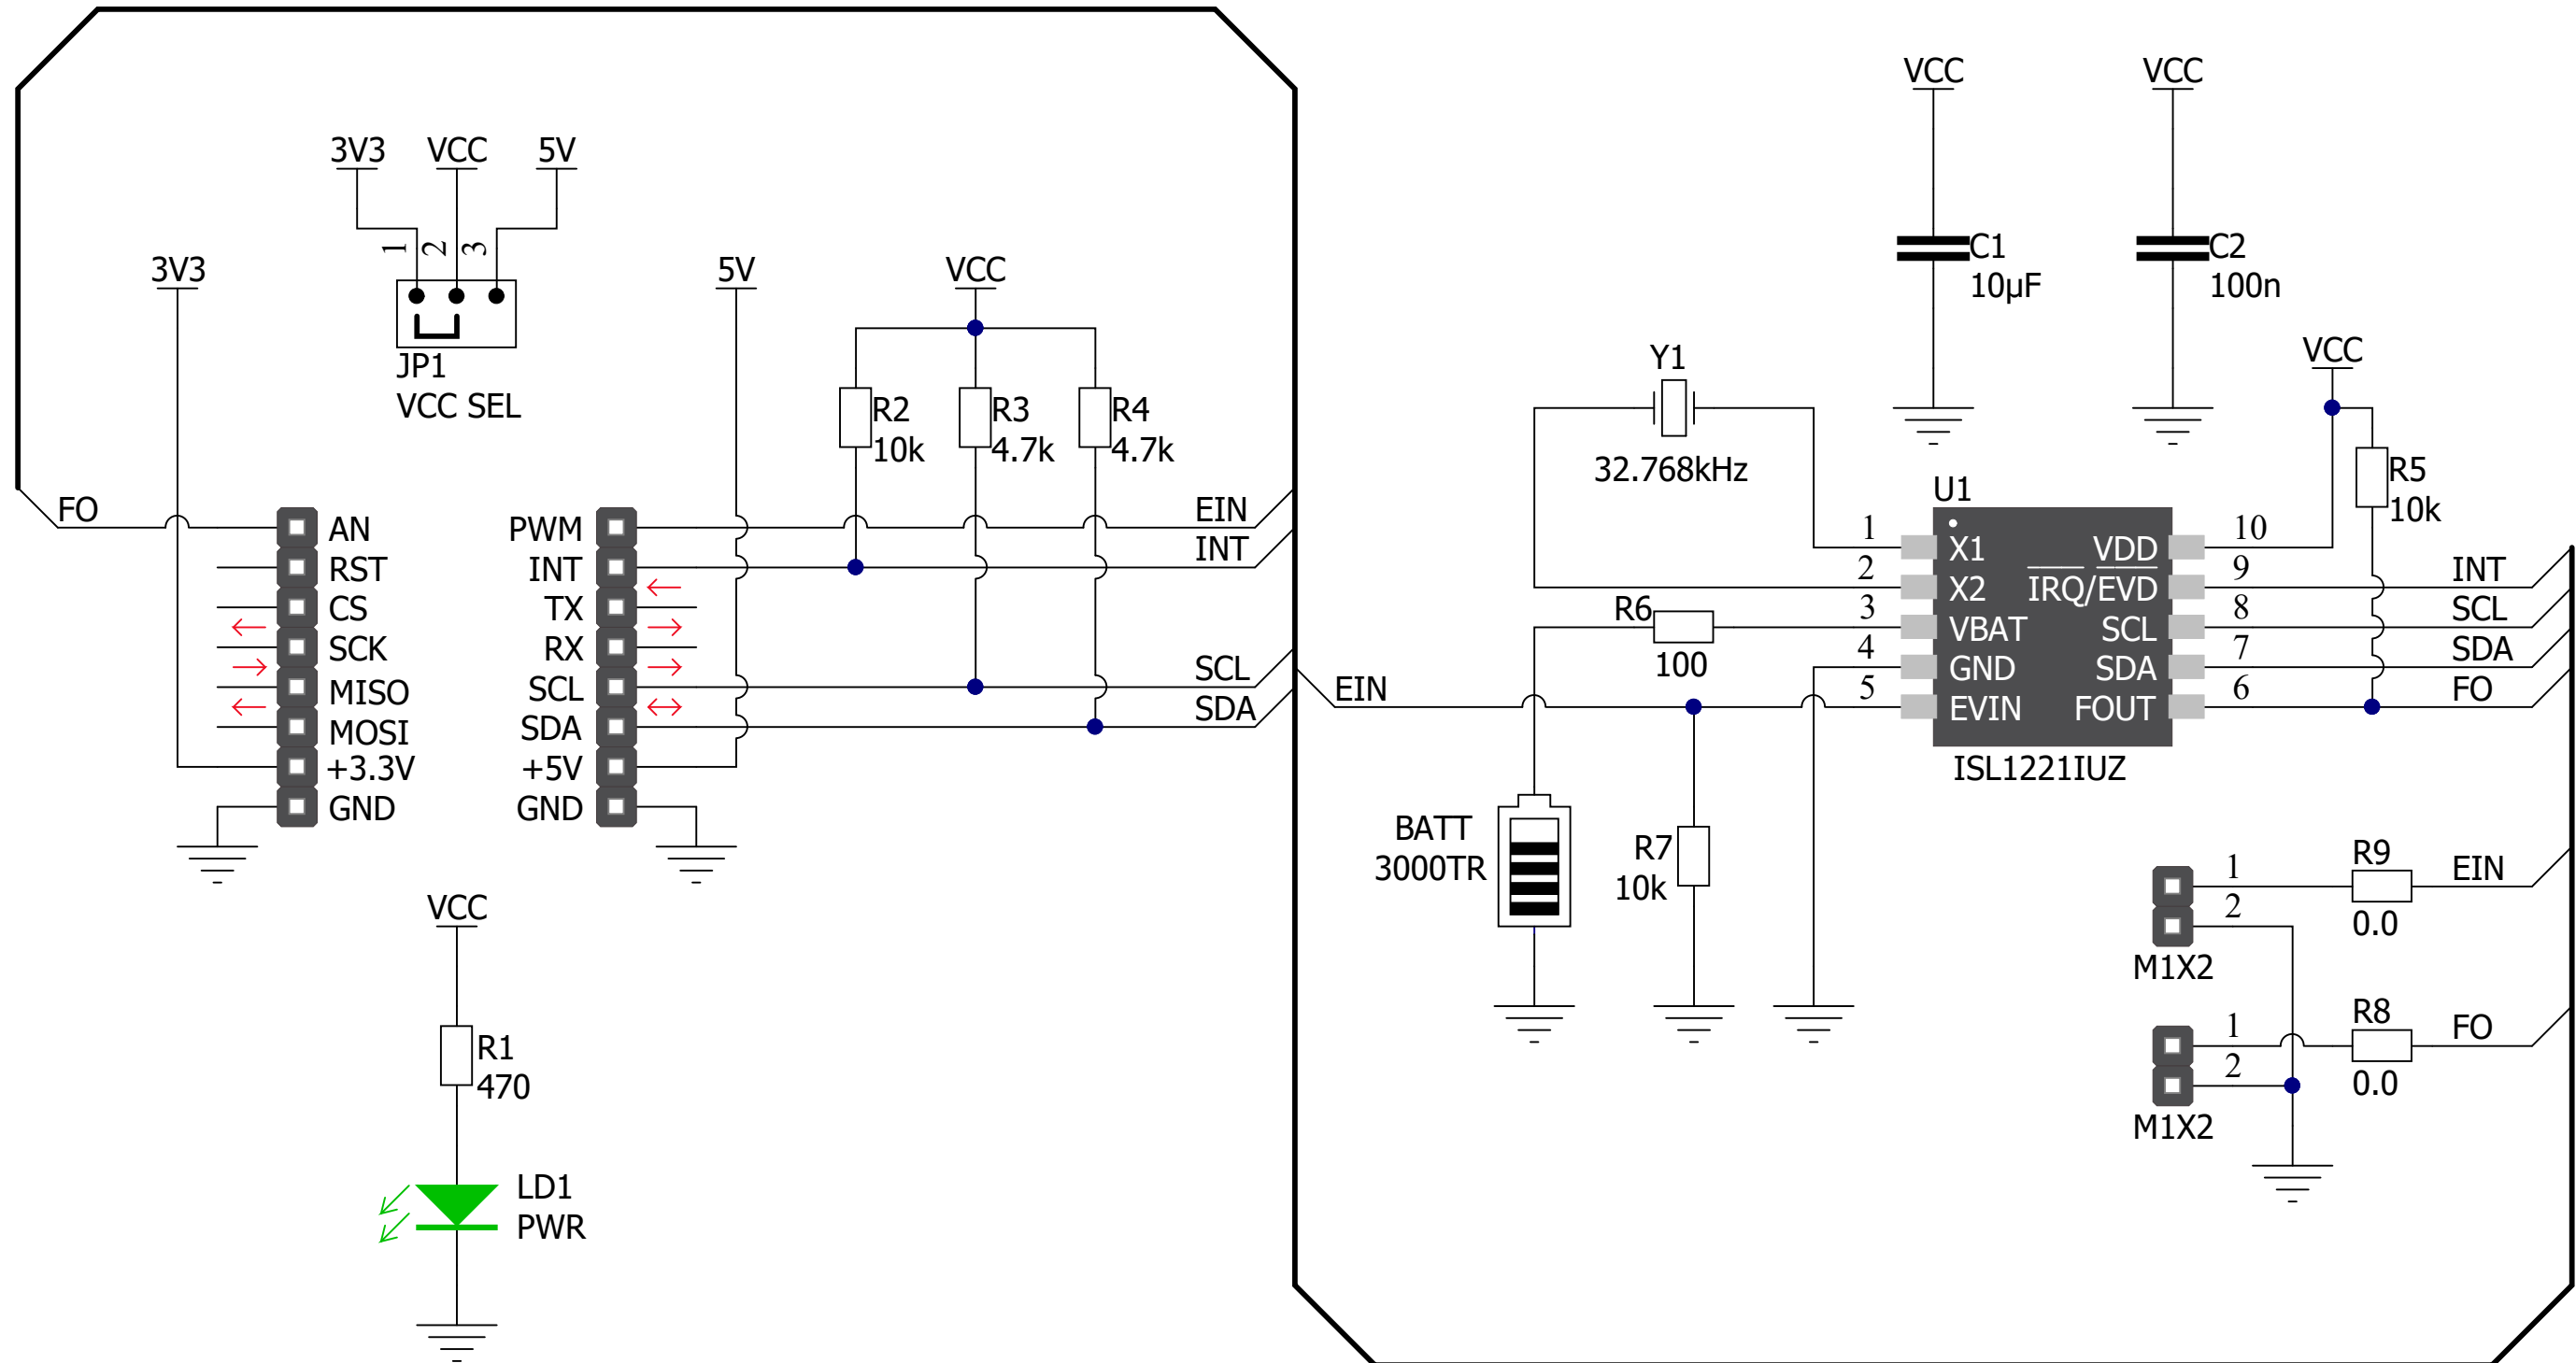 VCC
VCC
3V3
VCC
5V
1
2
3
C1
10µF
C2
100n
3V3
5V
VCC
JP1
VCC SEL
R2
10k
R3
4.7k
R4
4.7k
Y1
32.768kHz
VCC
R5
10k
U1
FO
AN
RST
CS
SCK
MISO
MOSI
+3.3V
GND
PWM
INT
TX
RX
SCL
SDA
+5V
GND
EIN
INT
SCL
SDA
EIN
R6
100
1
2
3
4
5
X1
X2
VBAT
GND
EVIN
VDD
IRQ/EVD
SCL
SDA
FOUT
10
9
8
7
6
INT
SCL
SDA
FO
ISL1221IUZ
BATT
3000TR
R7
10k
1
2
M1X2
R9
0.0
EIN
1
2
M1X2
R8
0.0
FO
VCC
R1
470
LD1
PWR